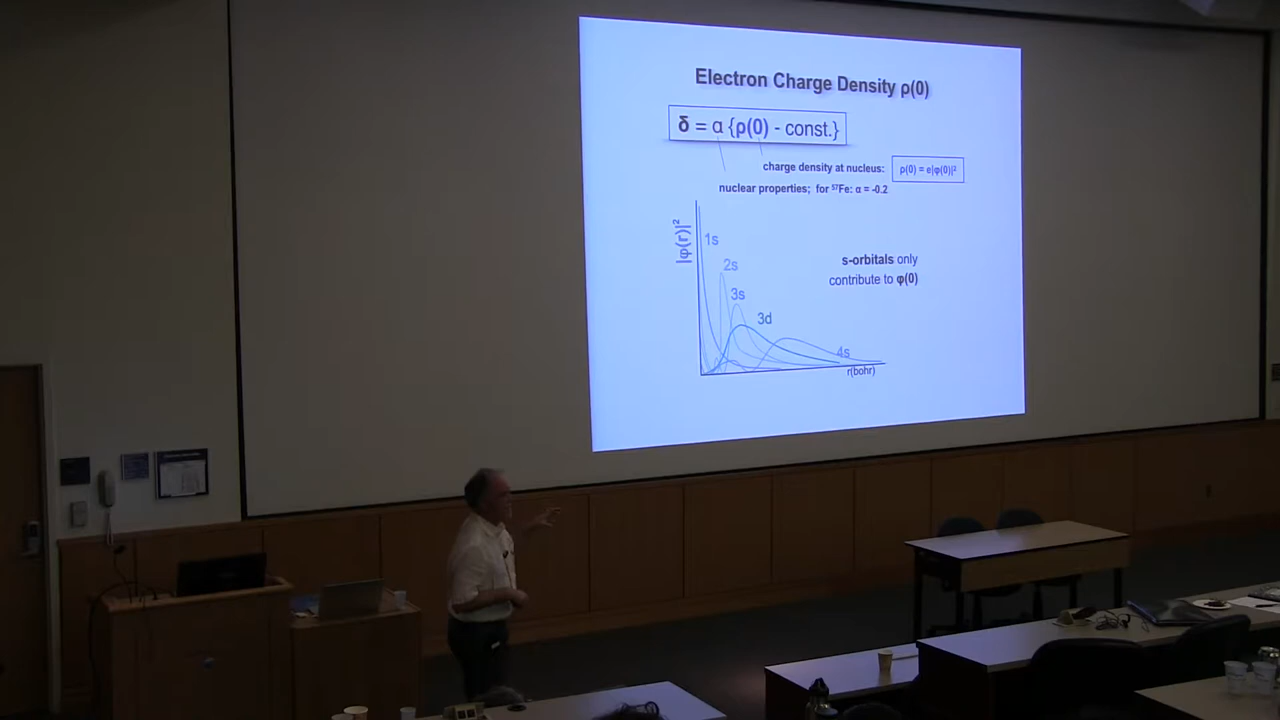 Electron Charge Density ρ(0)
δ = α {ρ(0) - const.}
charge density at nucleus: ρ(0) = e|φ(0)|²
nuclear properties; for ⁵⁷Fe: α = -0.2
|φ(r)|²
1s
2s
s-orbitals only
contribute to φ(0)
3s
3d
4s
r(bohr)